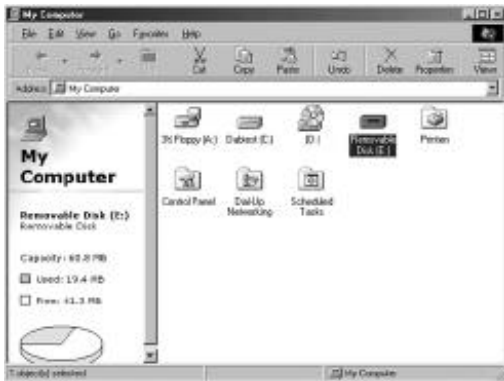 My Computer
File Edit View Go Favorites Help
Cut Copy Paste Undo Delete Properties Views
Address My Computer
My
Computer
Removable Disk (E:)
Removable Disk
Capacity: 60.8 MB
Used: 19.4 MB
Free: 41.3 MB
3½ Floppy (A:) (C:) (D:) Removable Disk (E:) Printers
Control Panel Dial-Up Networking Scheduled Tasks
1 object(s) selected My Computer